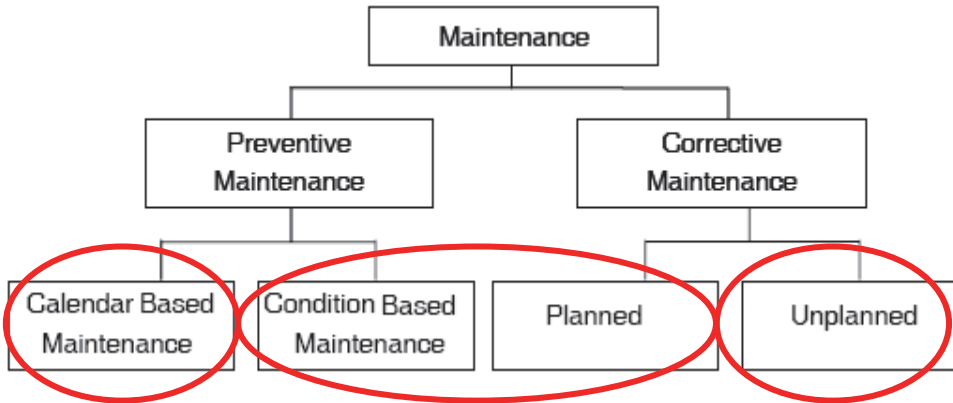 Maintenance
Preventive
Maintenance
Corrective
Maintenance
Calendar Based
Maintenance
Condition Based
Maintenance
Planned
Unplanned